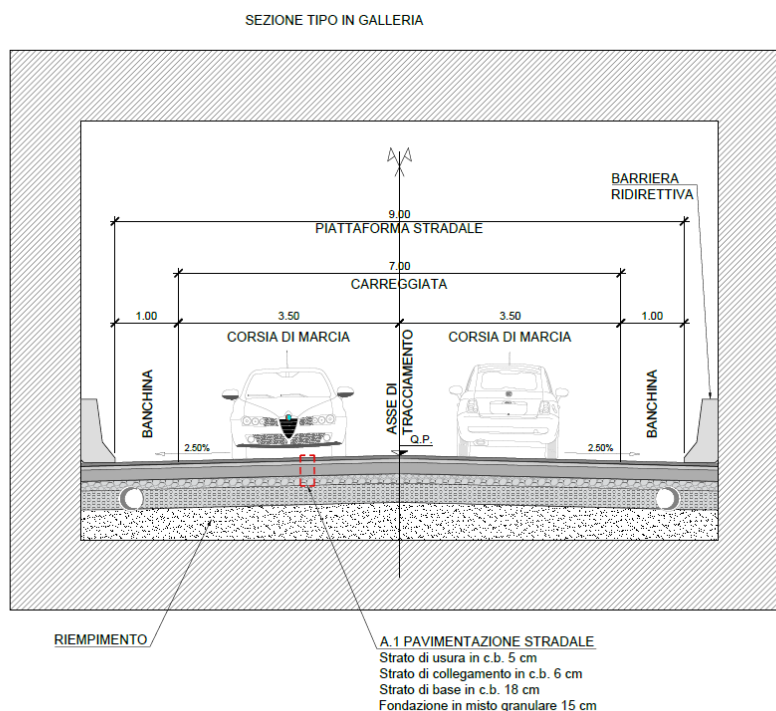 SEZIONE TIPO IN GALLERIA
BARRIERA
RIDIRETTIVA
9.00
PIATTAFORMA STRADALE
7.00
CARREGGIATA
1.00
3.50
3.50
1.00
CORSIA DI MARCIA
CORSIA DI MARCIA
BANCHINA
ASSE DI
TRACCIAMENTO
BANCHINA
Q.P.
2.50%
2.50%
RIEMPIMENTO
A.1 PAVIMENTAZIONE STRADALE
Strato di usura in c.b. 5 cm
Strato di collegamento in c.b. 6 cm
Strato di base in c.b. 18 cm
Fondazione in misto granulare 15 cm